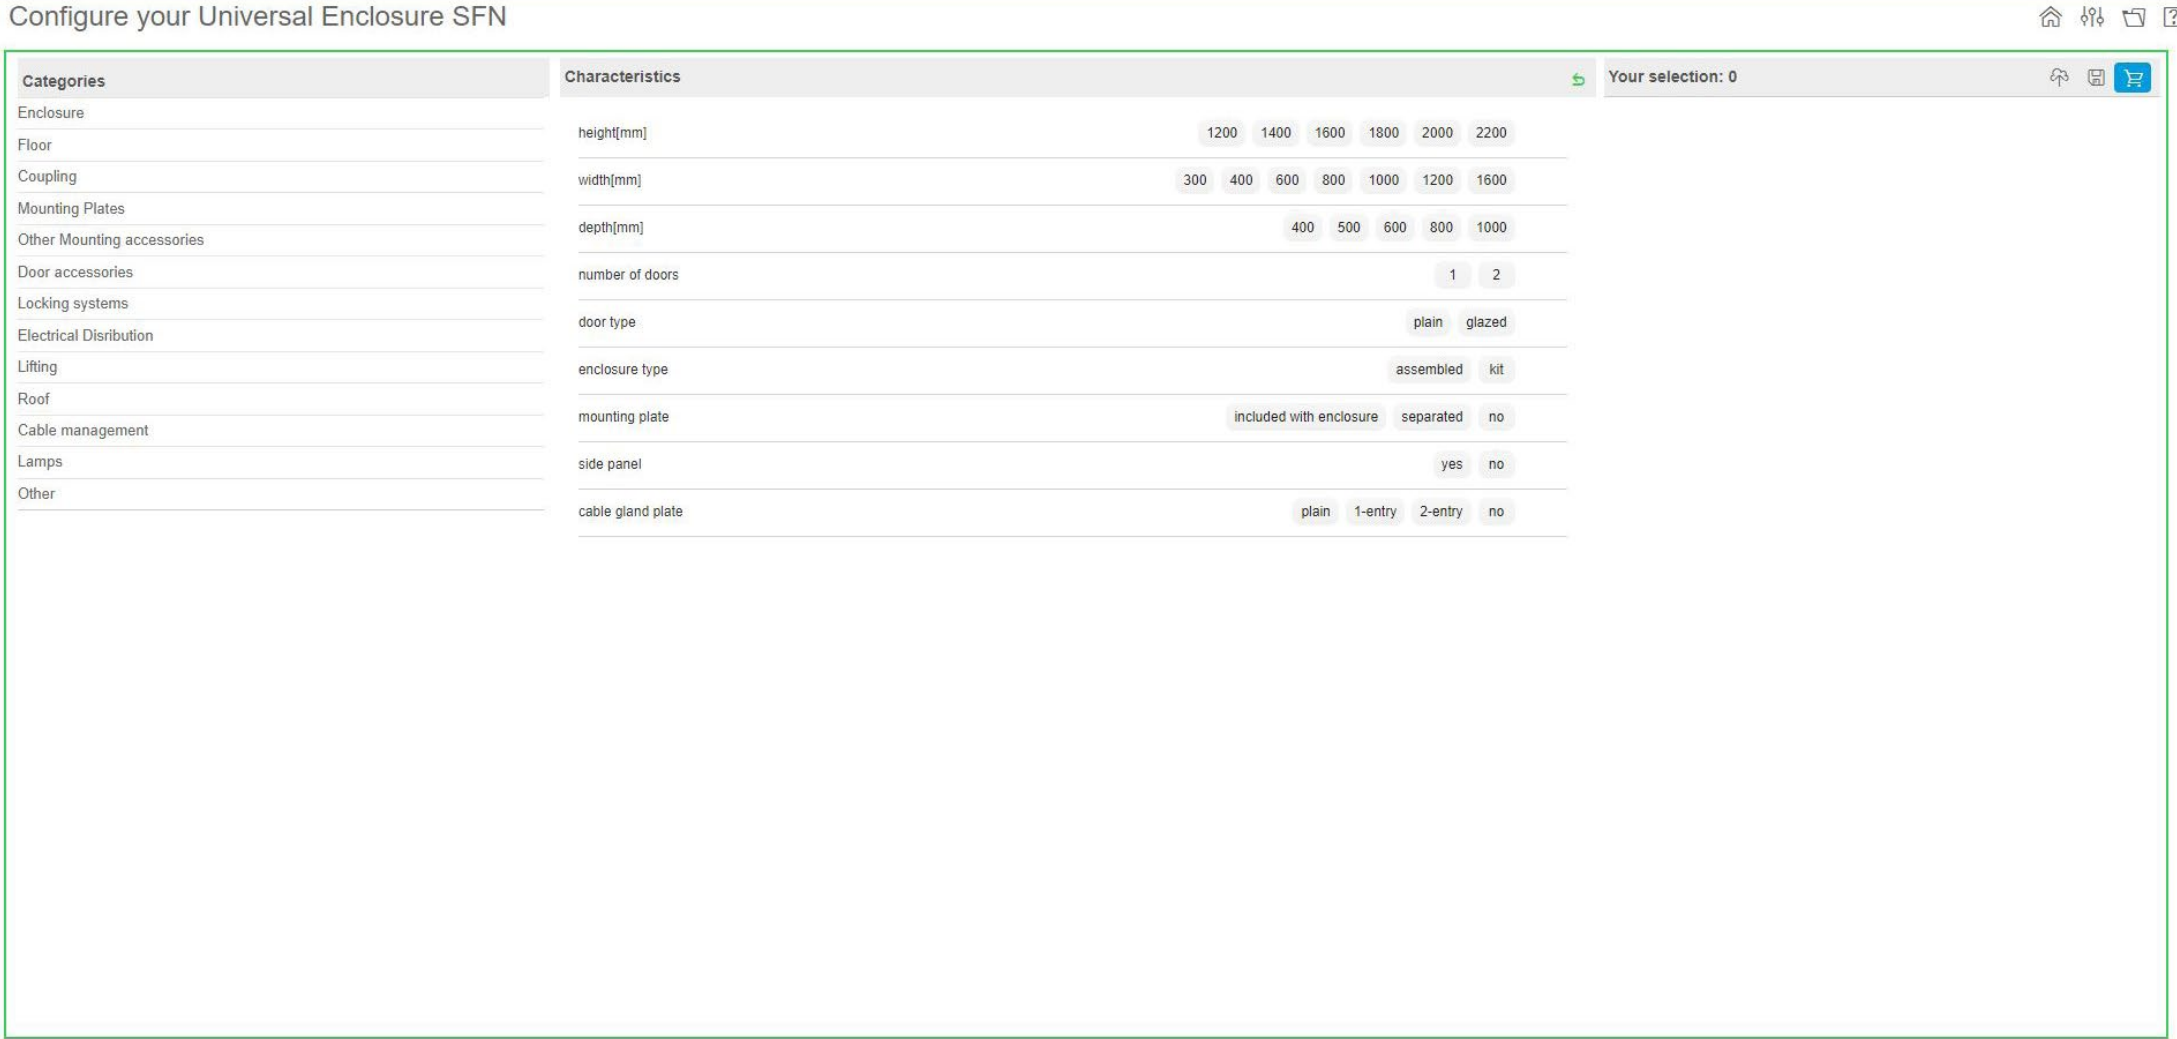 Configure your Universal Enclosure SFN
Categories
Enclosure
Floor
Coupling
Mounting Plates
Other Mounting accessories
Door accessories
Locking systems
Electrical Disribution
Lifting
Roof
Cable management
Lamps
Other
Characteristics
height[mm] 1200 1400 1600 1800 2000 2200
width[mm] 300 400 600 800 1000 1200 1600
depth[mm] 400 500 600 800 1000
number of doors 1 2
door type plain glazed
enclosure type assembled kit
mounting plate included with enclosure separated no
side panel yes no
cable gland plate plain 1-entry 2-entry no
Your selection: 0